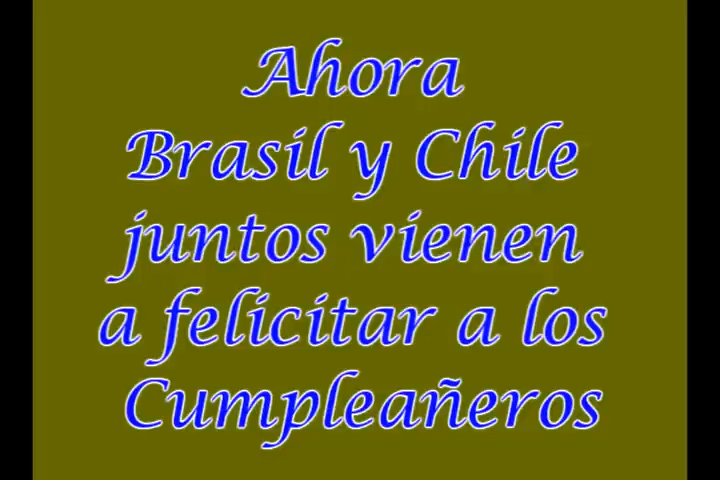 Ahora
Brasil y Chile
juntos vienen
a felicitar a los
Cumpleañeros